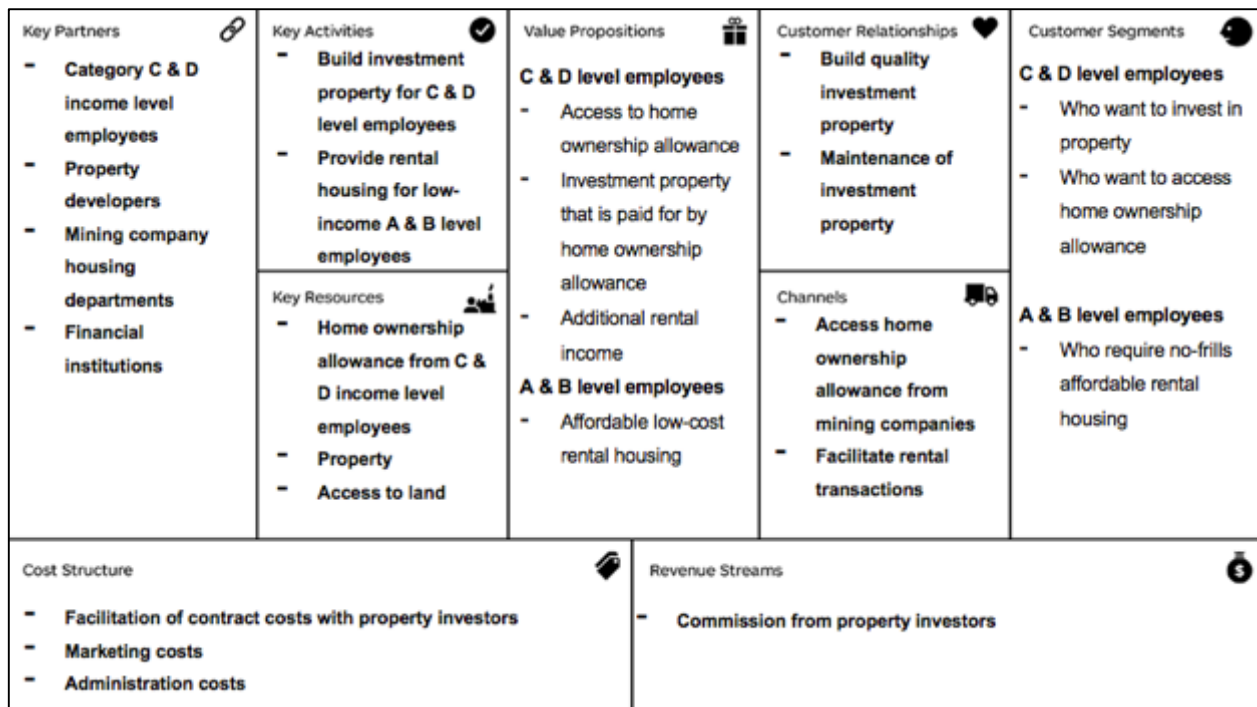 Key Partners
- Category C & D
income level
employees
- Property
developers
- Mining company
housing
departments
- Financial
institutions
Key Activities
- Build investment
property for C & D
level employees
- Provide rental
housing for low-
income A & B level
employees
Key Resources
- Home ownership
allowance from C &
D income level
employees
- Property
- Access to land
Value Propositions
C & D level employees
- Access to home
ownership allowance
- Investment property
that is paid for by
home ownership
allowance
- Additional rental
income
A & B level employees
- Affordable low-cost
rental housing
Customer Relationships
- Build quality
investment
property
- Maintenance of
investment
property
Channels
- Access home
ownership
allowance from
mining companies
- Facilitate rental
transactions
Customer Segments
C & D level employees
- Who want to invest in
property
- Who want to access
home ownership
allowance
A & B level employees
- Who require no-frills
affordable rental
housing
Cost Structure
- Facilitation of contract costs with property investors
- Marketing costs
- Administration costs
Revenue Streams
- Commission from property investors